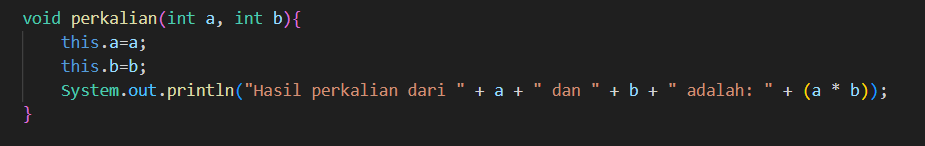 void perkalian(int a, int b){
    this.a=a;
    this.b=b;
    System.out.println("Hasil perkalian dari " + a + " dan " + b + " adalah: " + (a * b));
}